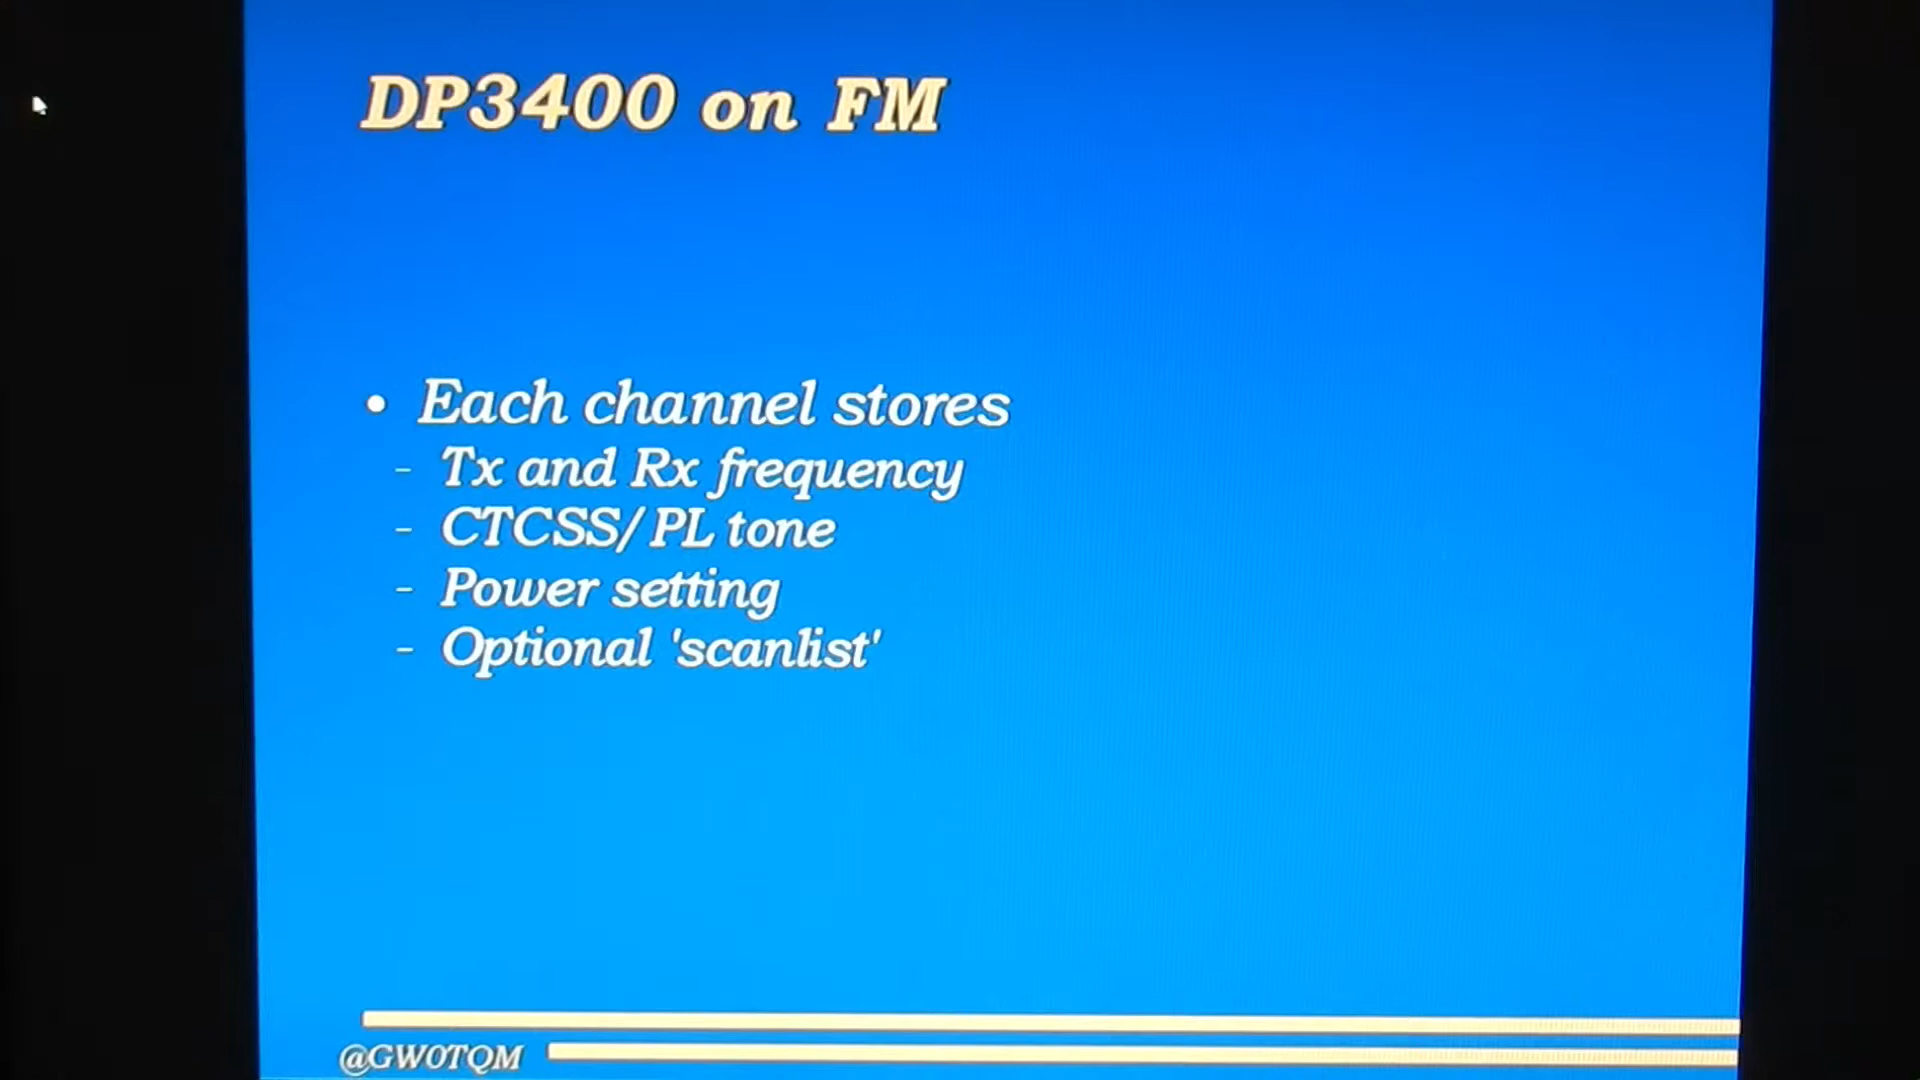 DP3400 on FM
• Each channel stores
- Tx and Rx frequency
- CTCSS/PL tone
- Power setting
- Optional 'scanlist'
@GW0TQM